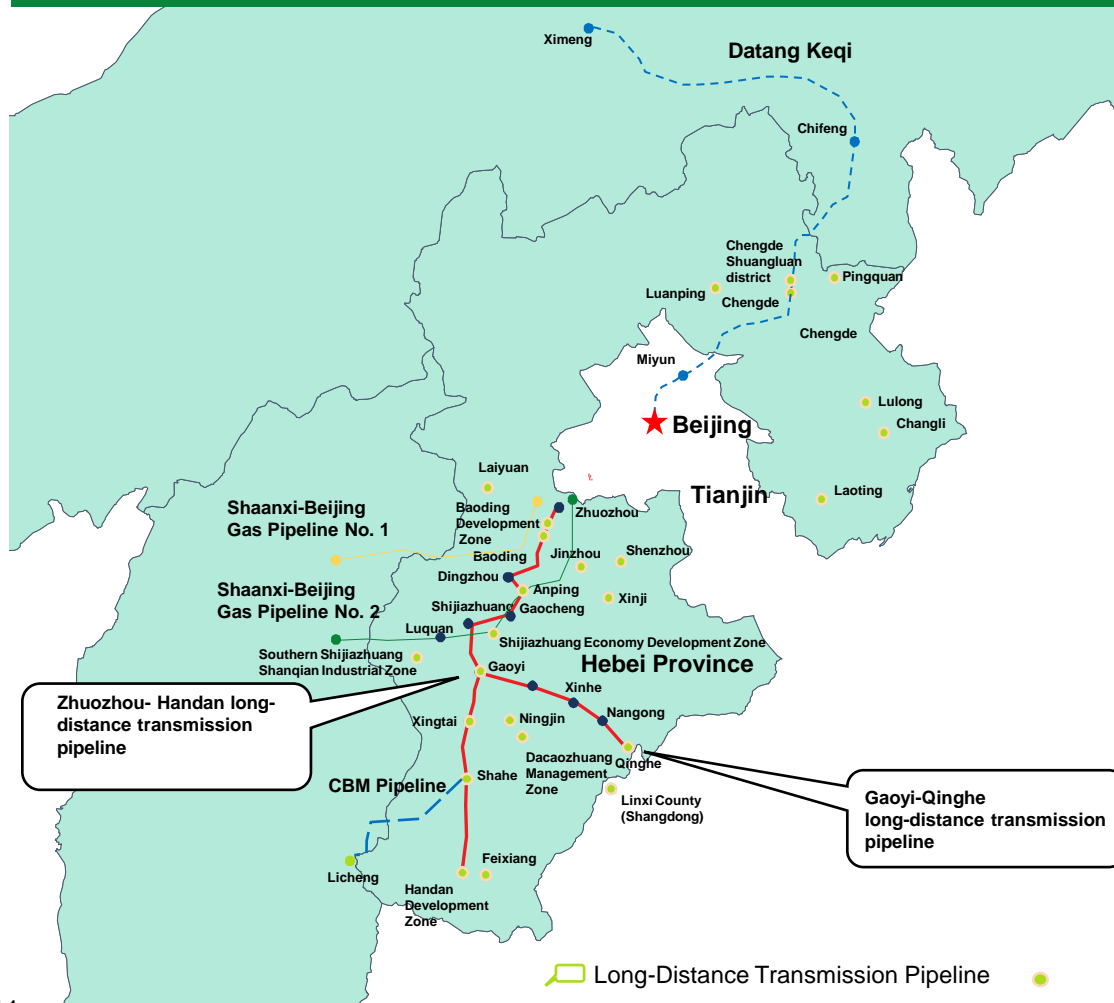 Ximeng
Datang Keqi
Chifeng
Chengde
Shuangluan
district
Pingquan
Luanping
Chengde
Chengde
Miyun
Lulong
Beijing
Changli
Laiyuan
Tianjin
Laoting
Shaanxi-Beijing
Gas Pipeline No. 1
Baoding
Development
Zone
Zhuozhou
Baoding
Jinzhou
Shenzhou
Dingzhou
Anping
Shaanxi-Beijing
Gas Pipeline No. 2
Xinji
Shijiazhuang
Gaocheng
Luquan
Shijiazhuang Economy Development Zone
Southern Shijiazhuang
Shanqian Industrial Zone
Gaoyi
Hebei Province
Zhuozhou- Handan long-
distance transmission
pipeline
Xinhe
Nangong
Xingtai
Ningjin
Dacaozhuang
Management
Zone
Qinghe
Shahe
CBM Pipeline
Linxi County
(Shangdong)
Gaoyi-Qinghe
long-distance transmission
pipeline
Licheng
Feixiang
Handan
Development
Zone
Long-Distance Transmission Pipeline